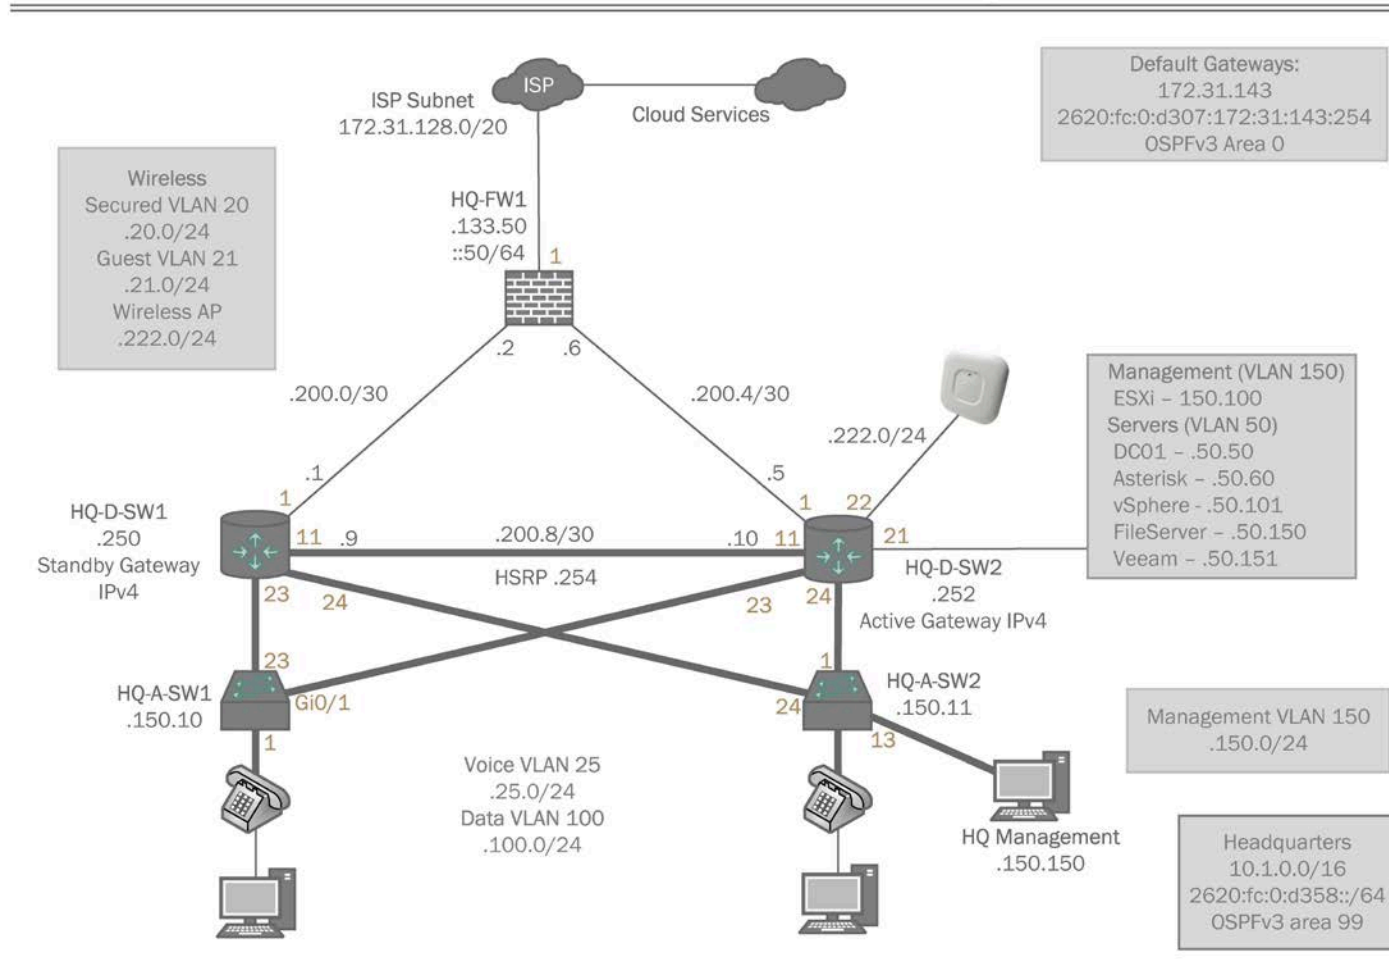 ISP
Cloud Services
ISP Subnet
172.31.128.0/20
Default Gateways:
172.31.143
2620:fc:0:d307:172:31:143:254
OSPFv3 Area 0
Wireless
Secured VLAN 20
.20.0/24
Guest VLAN 21
.21.0/24
Wireless AP
.222.0/24
HQ-FW1
.133.50
::50/64
1
.2
.6
.200.0/30
.200.4/30
.222.0/24
Management (VLAN 150)
ESXi – 150.100
Servers (VLAN 50)
DC01 – .50.50
Asterisk – .50.60
vSphere - .50.101
FileServer – .50.150
Veeam – .50.151
.1
.5
1
1
22
HQ-D-SW1
.250
Standby Gateway
IPv4
11
.9
.200.8/30
.10
11
21
HSRP .254
HQ-D-SW2
.252
Active Gateway IPv4
23
24
23
24
23
1
HQ-A-SW1
.150.10
Gi0/1
24
HQ-A-SW2
.150.11
1
13
Management VLAN 150
.150.0/24
Voice VLAN 25
.25.0/24
Data VLAN 100
.100.0/24
HQ Management
.150.150
Headquarters
10.1.0.0/16
2620:fc:0:d358::/64
OSPFv3 area 99